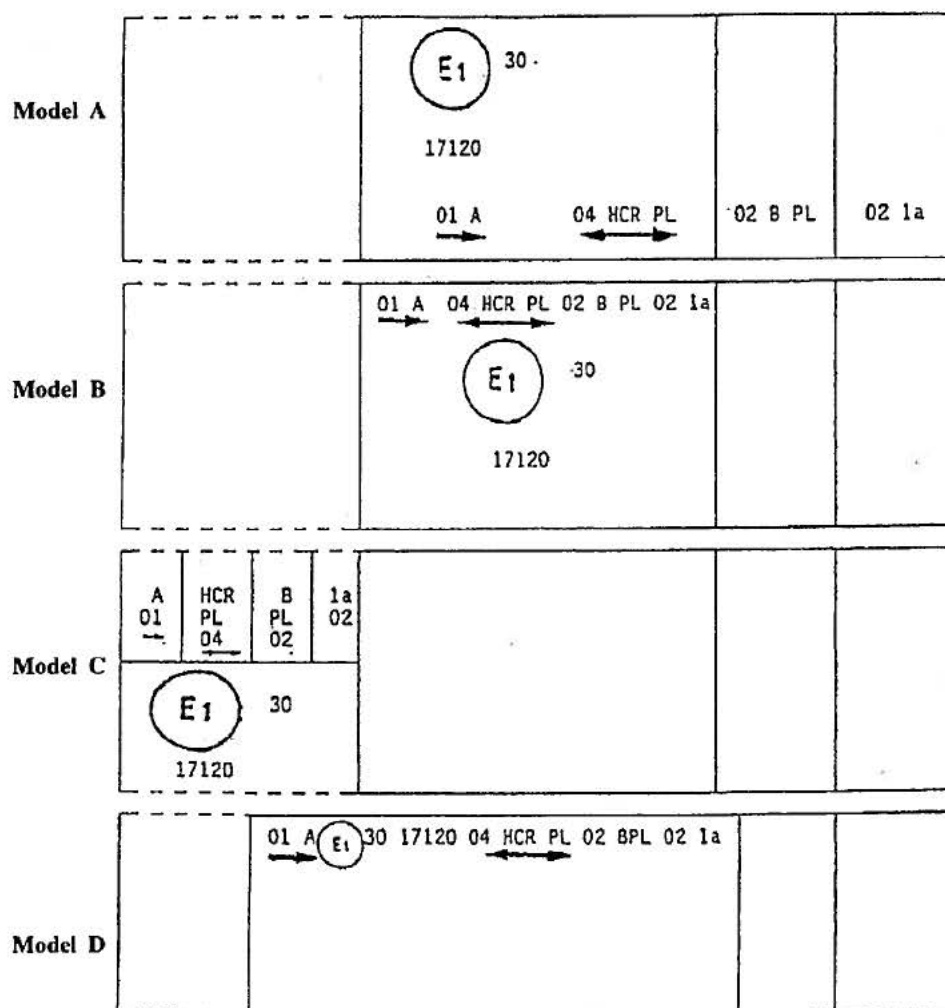 Model A
E1 30
17120
01 A 04 HCR PL 02 B PL 02 1a
Model B
01 A 04 HCR PL 02 B PL 02 1a
E1 30
17120
Model C
A HCR B 1a
01 PL PL 02
04 02
E1 30
17120
Model D
01 A E1 30 17120 04 HCR PL 02 BPL 02 1a